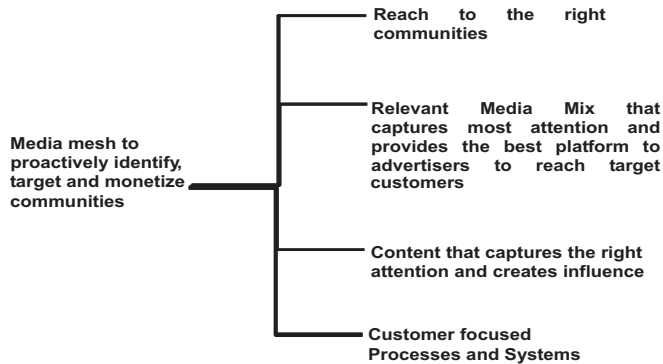 Media mesh to
proactively identify,
target and monetize
communities
Reach to the right
communities
Relevant Media Mix that
captures most attention and
provides the best platform to
advertisers to reach target
customers
Content that captures the right
attention and creates influence
Customer focused
Processes and Systems